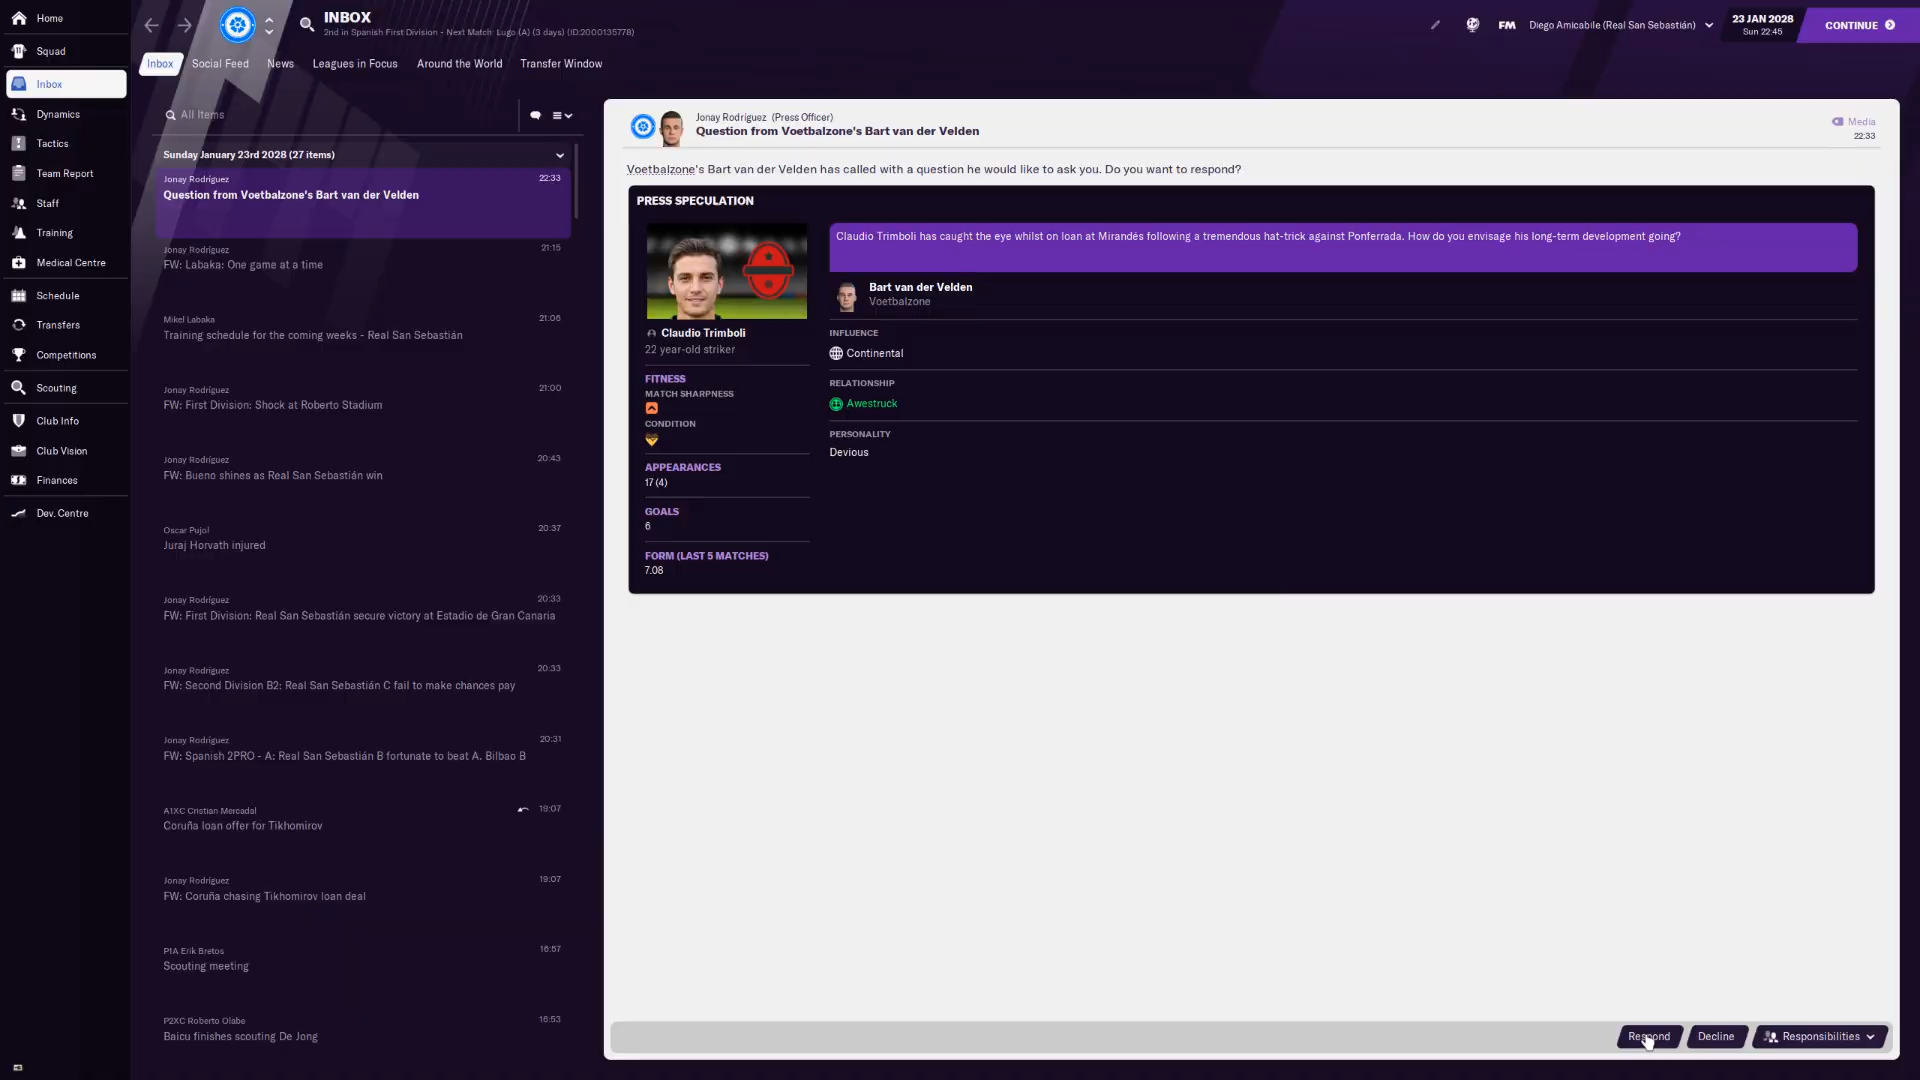 Home
Squad
Inbox
Dynamics
Tactics
Team Report
Staff
Training
Medical Centre
Schedule
Transfers
Competitions
Scouting
Club Info
Club Vision
Finances
Dev. Centre
INBOX
2nd in Spanish First Division - Next Match: Lugo (A) (3 days) (ID:2000135778)
FM
Diego Amicabile (Real San Sebastián)
23 JAN 2028
Sun 22:45
CONTINUE
Inbox
Social Feed
News
Leagues in Focus
Around the World
Transfer Window
All Items
Sunday January 23rd 2028 (27 items)
Jonay Rodríguez 22:33
Question from Voetbalzone's Bart van der Velden
Jonay Rodríguez 21:15
FW: Labaka: One game at a time
Mikel Labaka 21:06
Training schedule for the coming weeks - Real San Sebastián
Jonay Rodríguez 21:00
FW: First Division: Shock at Roberto Stadium
Jonay Rodríguez 20:43
FW: Bueno shines as Real San Sebastián win
Oscar Pujol 20:37
Juraj Horvath injured
Jonay Rodríguez 20:33
FW: First Division: Real San Sebastián secure victory at Estadio de Gran Canaria
Jonay Rodríguez 20:33
FW: Second Division B2: Real San Sebastián C fail to make chances pay
Jonay Rodríguez 20:31
FW: Spanish 2PRO - A: Real San Sebastián B fortunate to beat A. Bilbao B
A1XC Cristian Mercadal 19:07
Coruña loan offer for Tikhomirov
Jonay Rodríguez 19:07
FW: Coruña chasing Tikhomirov loan deal
P1A Erik Bretos 16:57
Scouting meeting
P2XC Roberto Olabe 16:53
Baicu finishes scouting De Jong
Jonay Rodríguez (Press Officer)
Question from Voetbalzone's Bart van der Velden
Media
22:33
Voetbalzone's Bart van der Velden has called with a question he would like to ask you. Do you want to respond?
PRESS SPECULATION
Claudio Trimboli
22 year-old striker
FITNESS
MATCH SHARPNESS
CONDITION
APPEARANCES
17 (4)
GOALS
6
FORM (LAST 5 MATCHES)
7.08
Claudio Trimboli has caught the eye whilst on loan at Mirandés following a tremendous hat-trick against Ponferrada. How do you envisage his long-term development going?
Bart van der Velden
Voetbalzone
INFLUENCE
Continental
RELATIONSHIP
Awestruck
PERSONALITY
Devious
Respond
Decline
Responsibilities